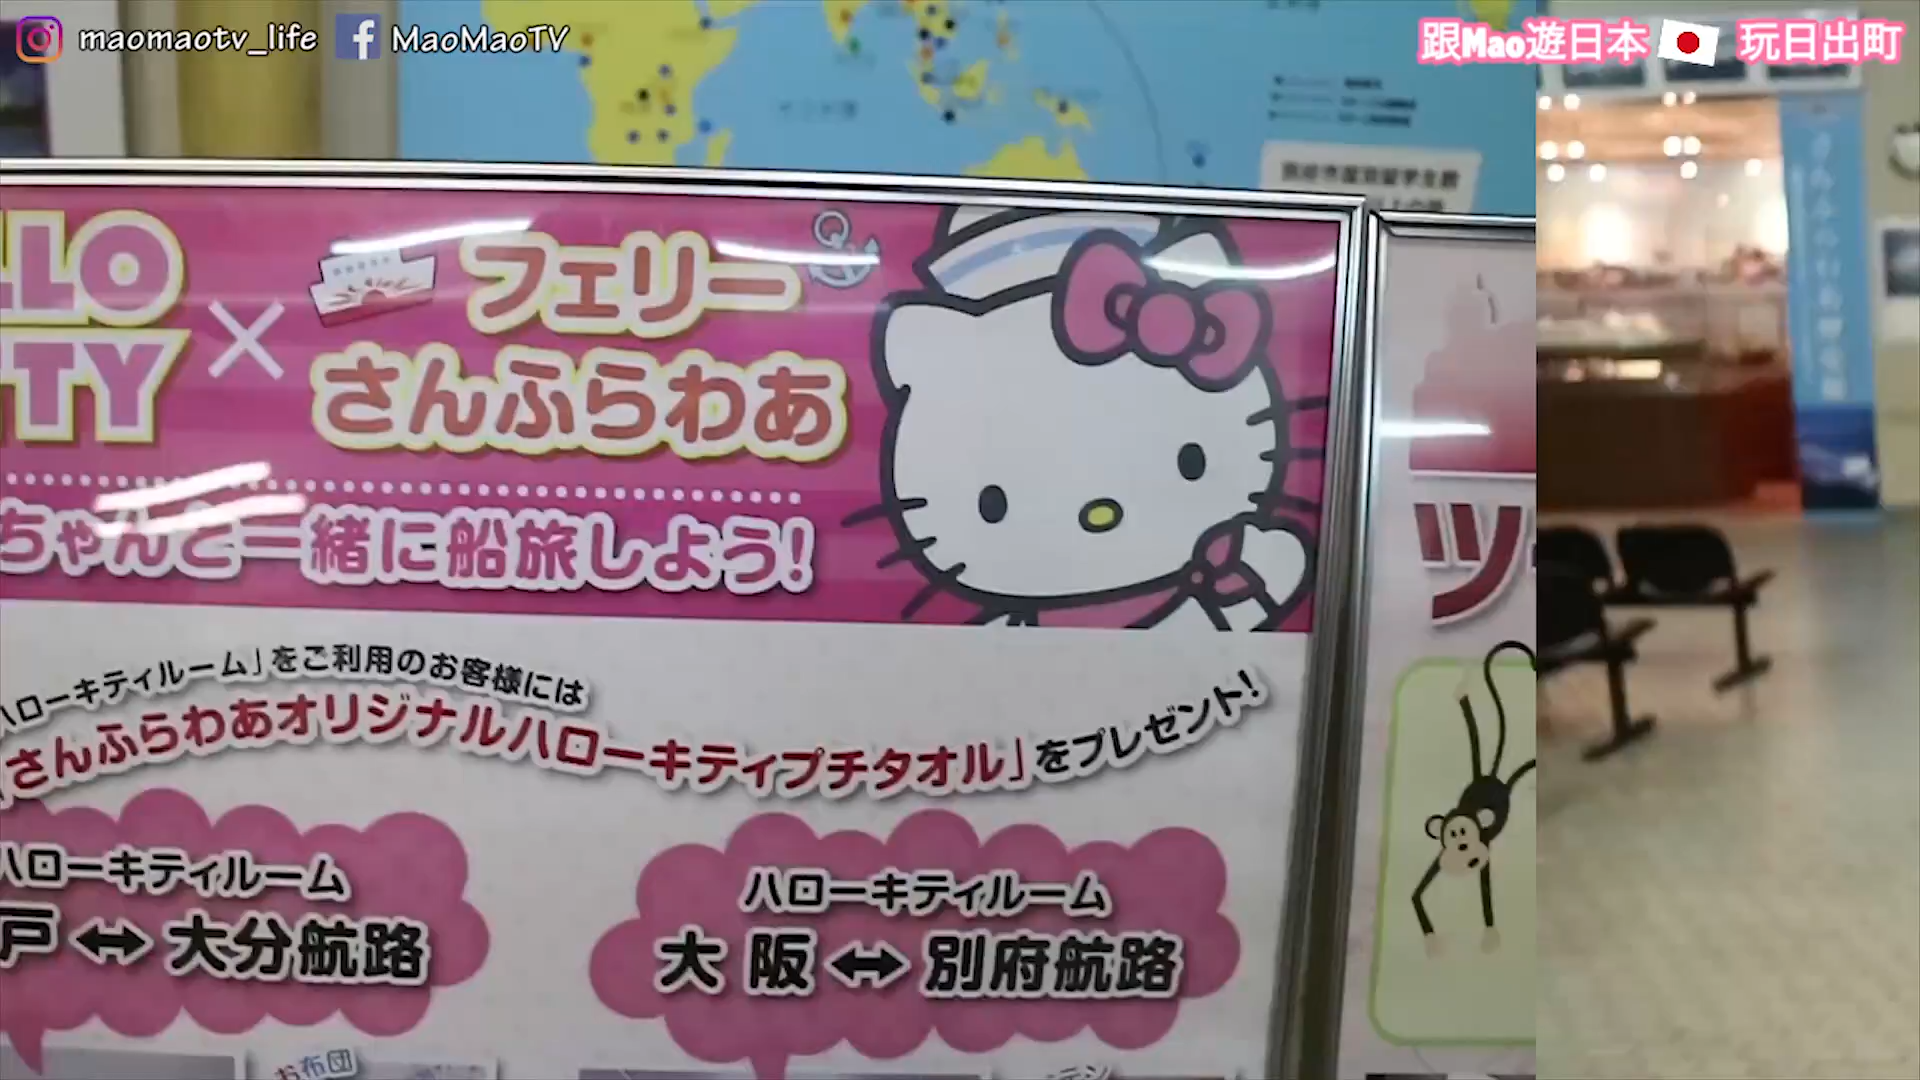 maomaotv_life MaoMaoTV
跟Mao遊日本 玩日出町
LLO
TTY
×
フェリー
さんふらわあ
ちゃんと一緒に船旅しよう!
ハローキティルーム」をご利用のお客様には
「さんふらわあオリジナルハローキティプチタオル」をプレゼント!
ハローキティルーム
戸↔大分航路
ハローキティルーム
大阪↔別府航路
お布団
ツ